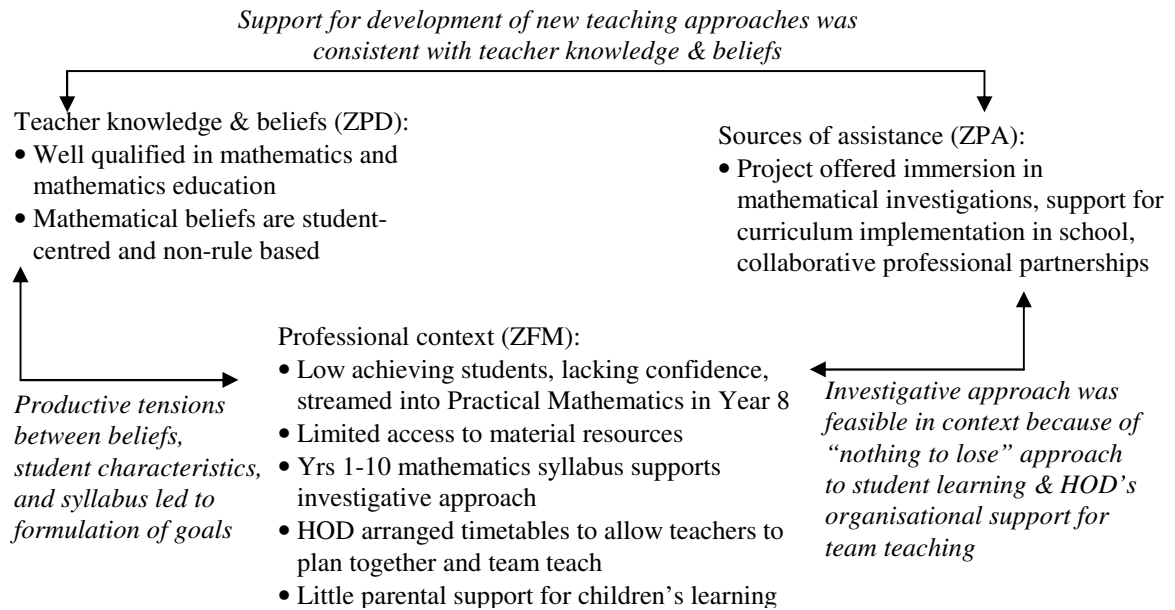 Support for development of new teaching approaches was
consistent with teacher knowledge & beliefs
Teacher knowledge & beliefs (ZPD):
• Well qualified in mathematics and
mathematics education
• Mathematical beliefs are student-
centred and non-rule based
Sources of assistance (ZPA):
• Project offered immersion in
mathematical investigations, support for
curriculum implementation in school,
collaborative professional partnerships
Professional context (ZFM):
• Low achieving students, lacking confidence,
streamed into Practical Mathematics in Year 8
• Limited access to material resources
• Yrs 1-10 mathematics syllabus supports
investigative approach
• HOD arranged timetables to allow teachers to
plan together and team teach
• Little parental support for children’s learning
Productive tensions
between beliefs,
student characteristics,
and syllabus led to
formulation of goals
Investigative approach was
feasible in context because of
“nothing to lose” approach
to student learning & HOD’s
organisational support for
team teaching